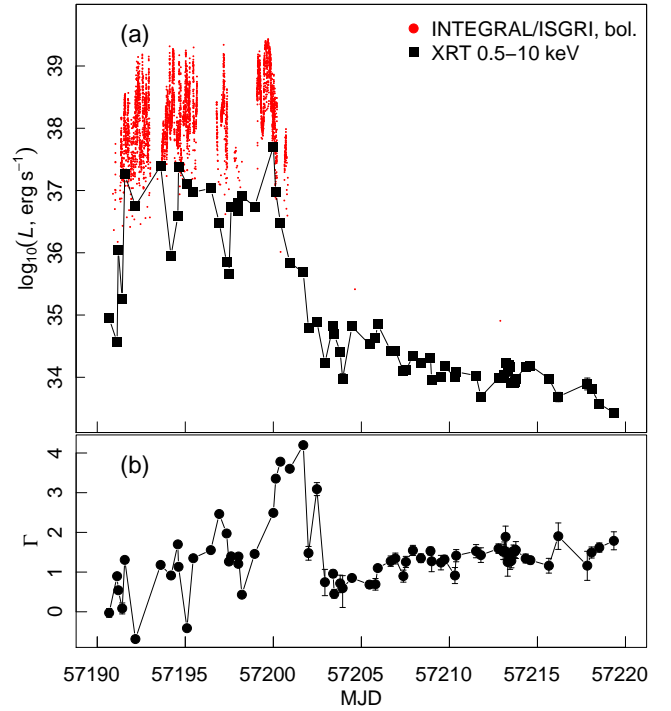 (a)
INTEGRAL/ISGRI, bol.
XRT 0.5–10 keV
log₁₀(L, erg s⁻¹)
39
38
37
36
35
34
(b)
Γ
4
3
2
1
0
57190 57195 57200 57205 57210 57215 57220
MJD